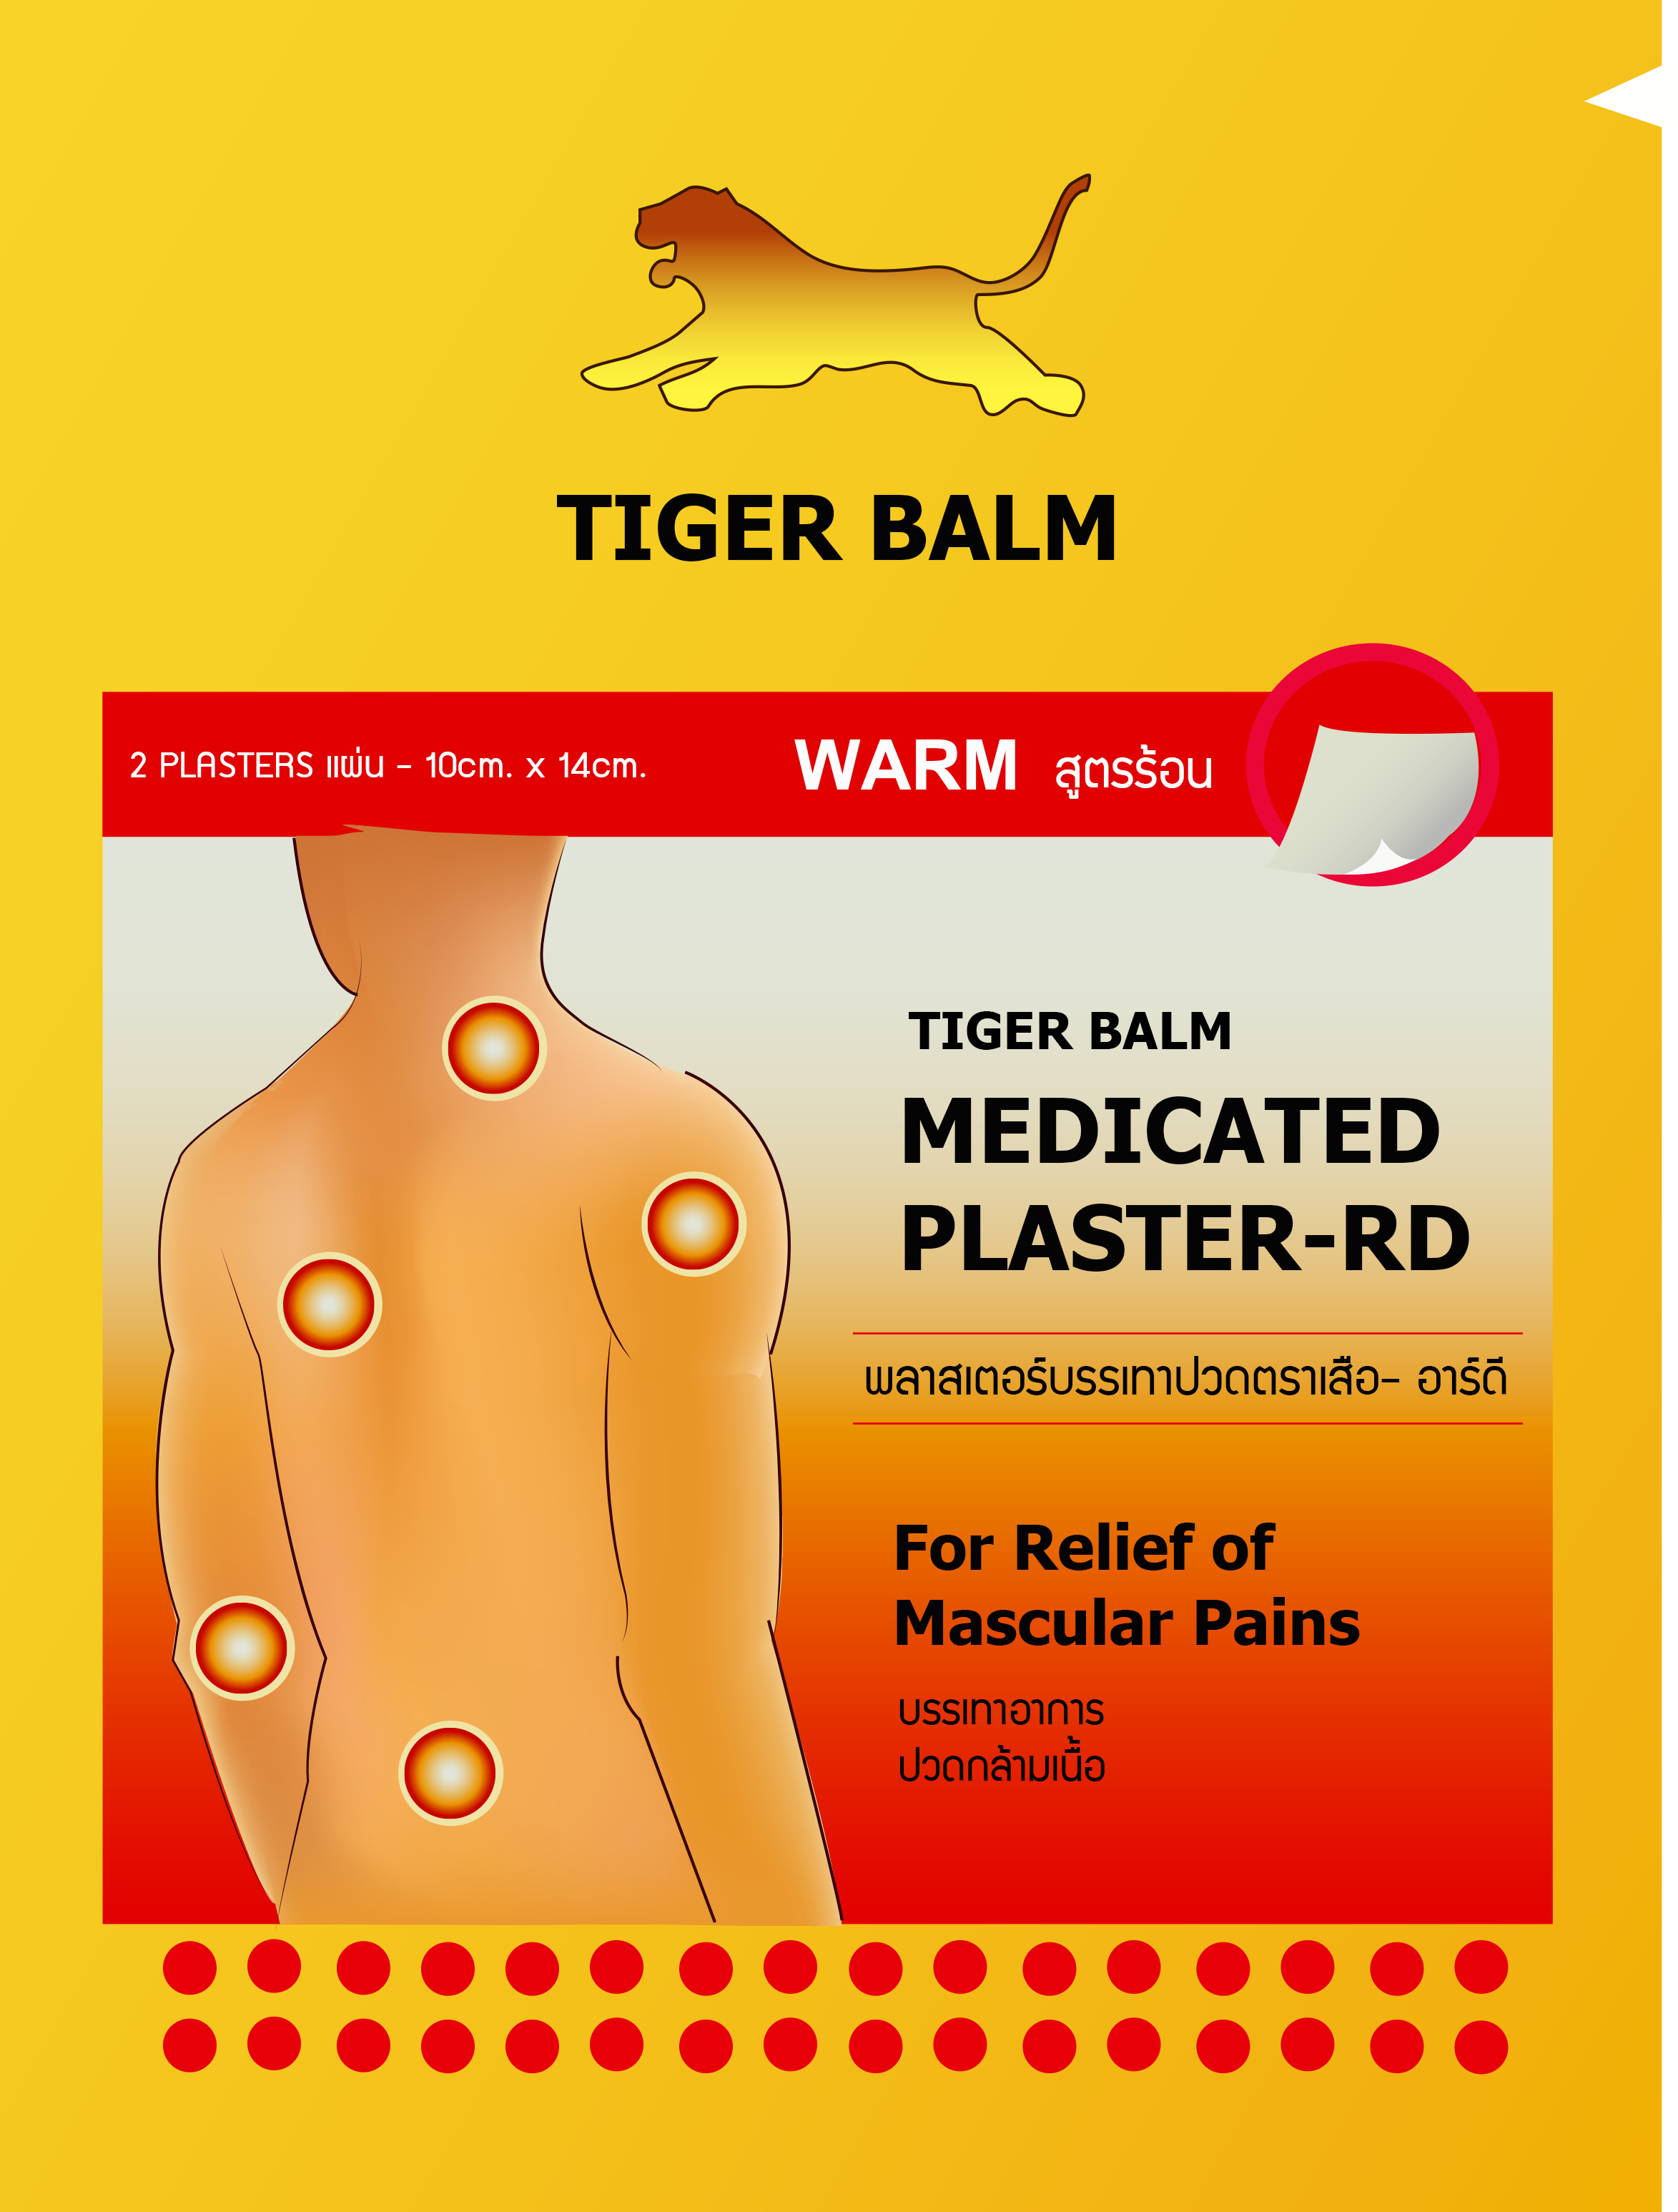 TIGER BALM
2 PLASTERS แผ่น - 10cm. x 14cm.
WARM สูตรร้อน
TIGER BALM
MEDICATED
PLASTER-RD
พลาสเตอร์บรรเทาปวดตราเสือ- อาร์ดี
For Relief of
Mascular Pains
บรรเทาอาการ
ปวดกล้ามเนื้อ